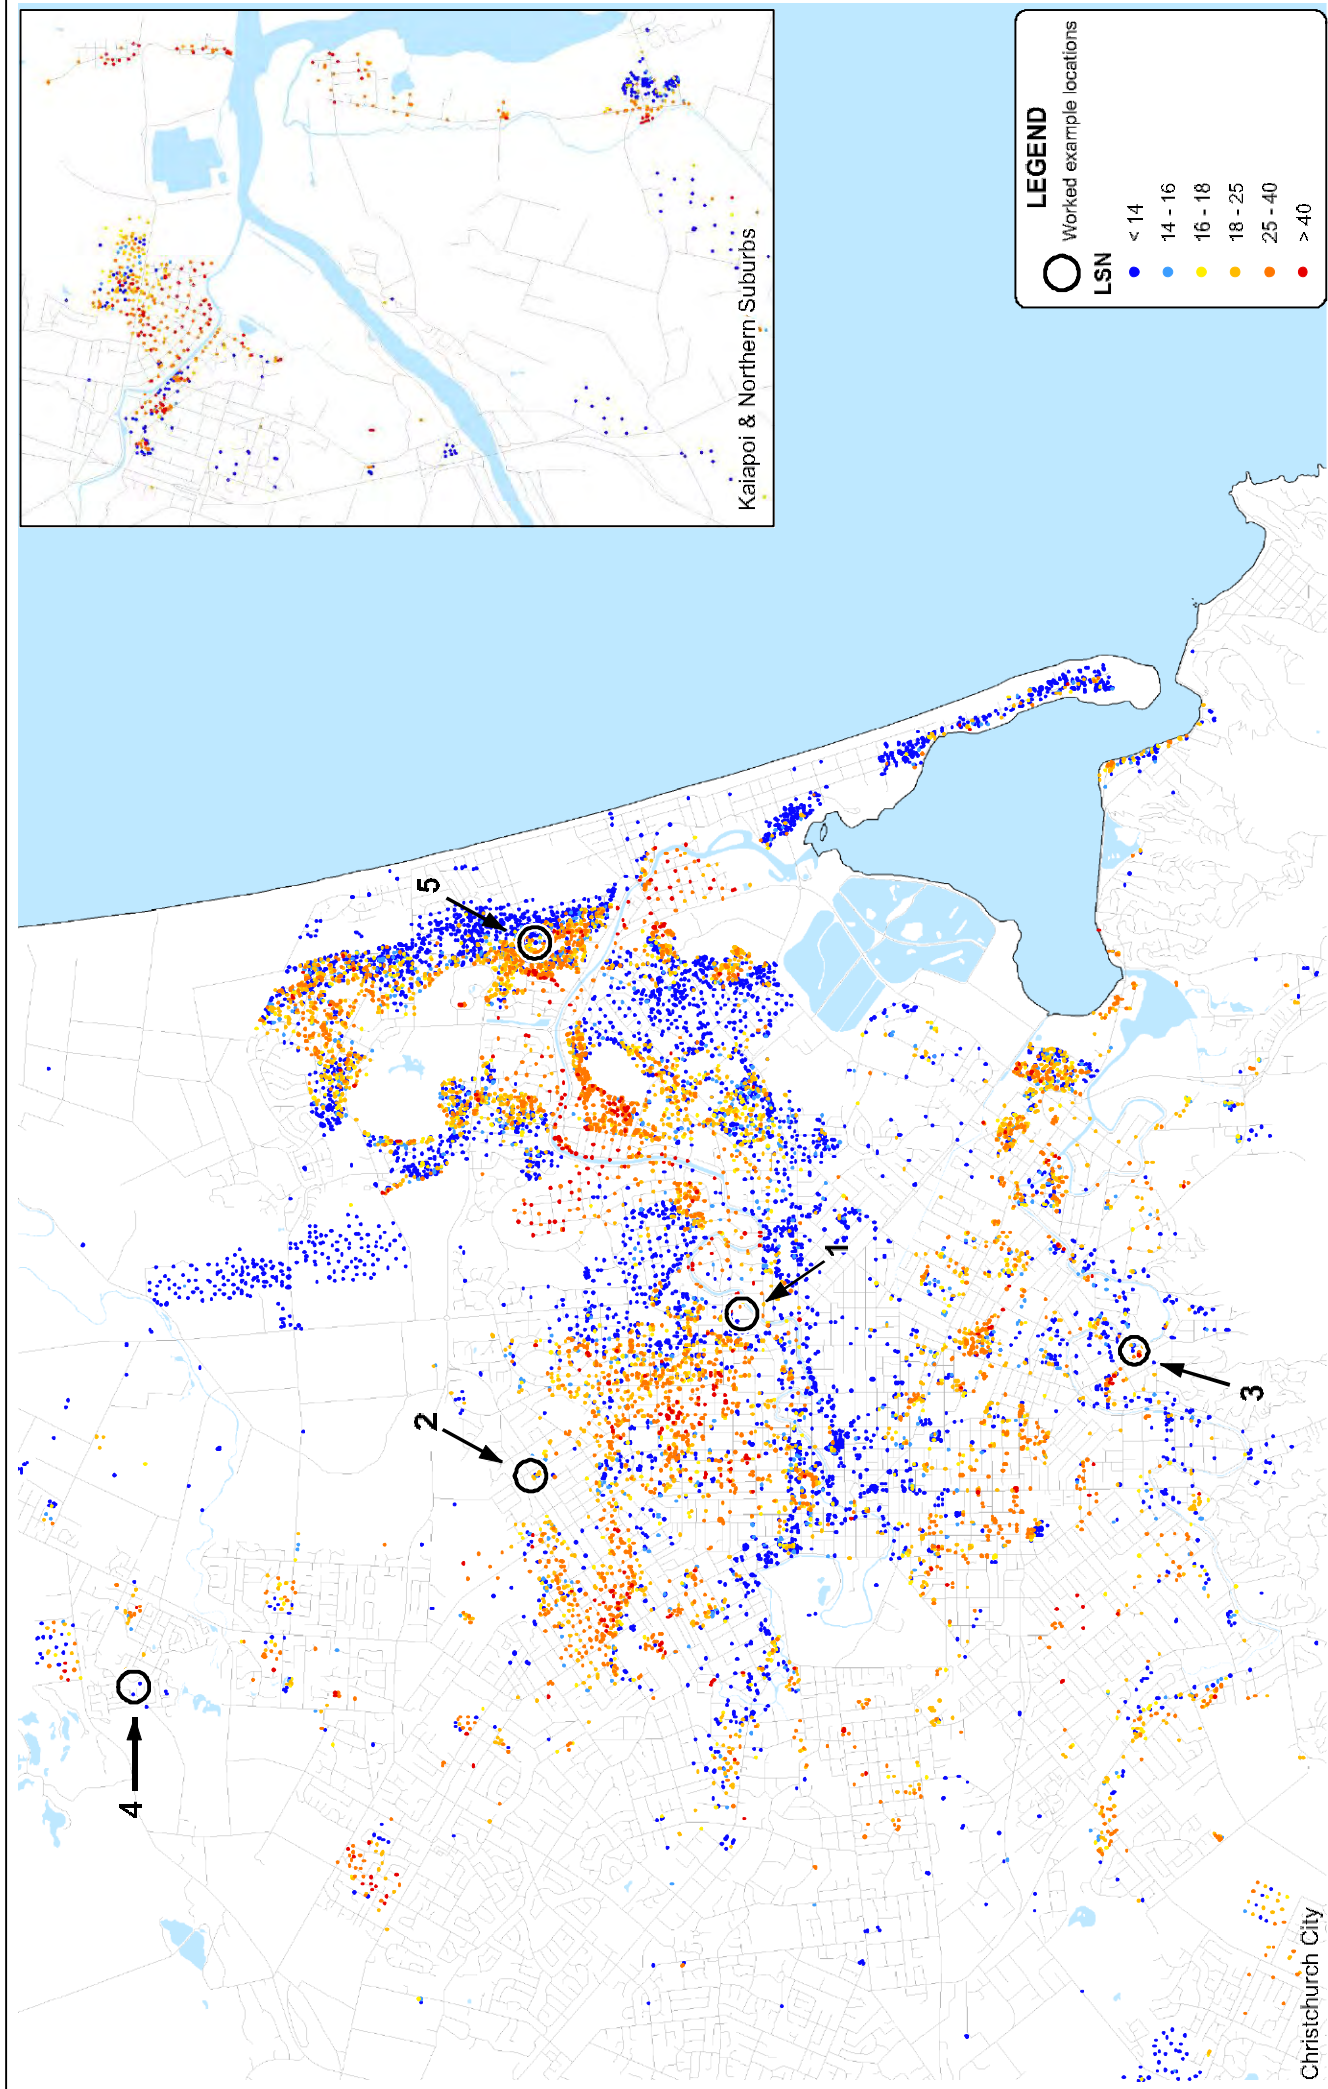 Kaiapoi & Northern Suburbs
LEGEND
Worked example locations
LSN
< 14
14 - 16
16 - 18
18 - 25
25 - 40
> 40
5
2
1
4
3
Christchurch City